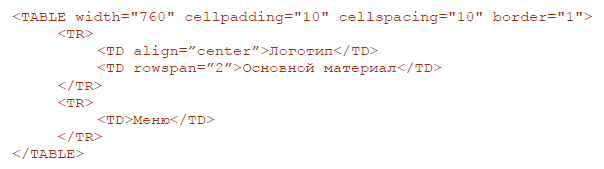 <TABLE width="760" cellpadding="10" cellspacing="10" border="1">
<TR>
<TD align=”center”>Логотип</TD>
<TD rowspan=”2”>Основной материал</TD>
</TR>
<TR>
<TD>Меню</TD>
</TR>
</TABLE>